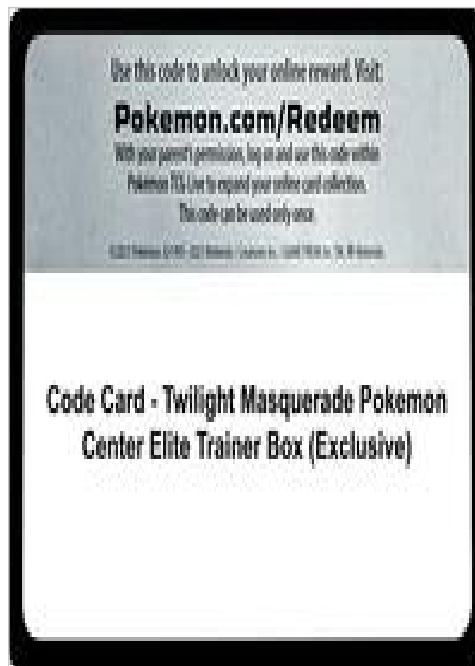 Use this code to unlock your online reward. Visit:
Pokemon.com/Redeem
With your parent's permission, log on and use this code within
Pokémon TCG Live to expand your online card collection.
This code can be used only once.
Code Card - Twilight Masquerade Pokemon
Center Elite Trainer Box (Exclusive)